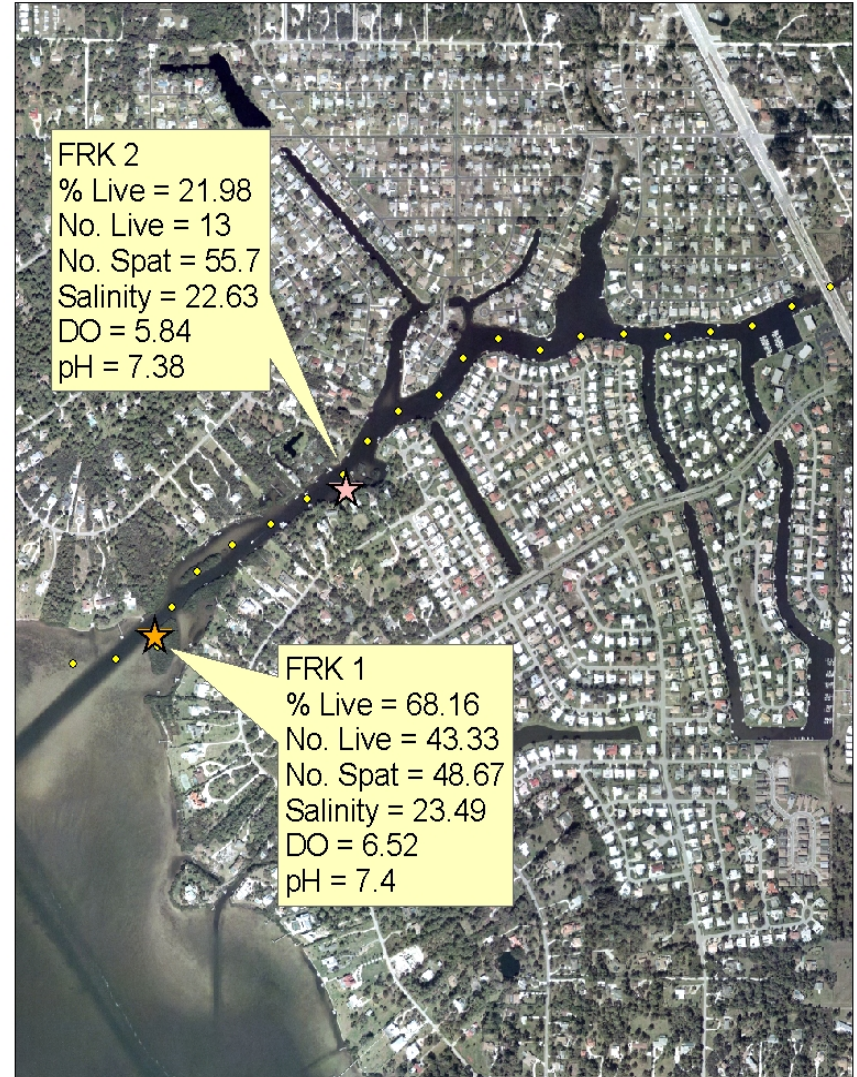 FRK 2
% Live = 21.98
No. Live = 13
No. Spat = 55.7
Salinity = 22.63
DO = 5.84
pH = 7.38
FRK 1
% Live = 68.16
No. Live = 43.33
No. Spat = 48.67
Salinity = 23.49
DO = 6.52
pH = 7.4